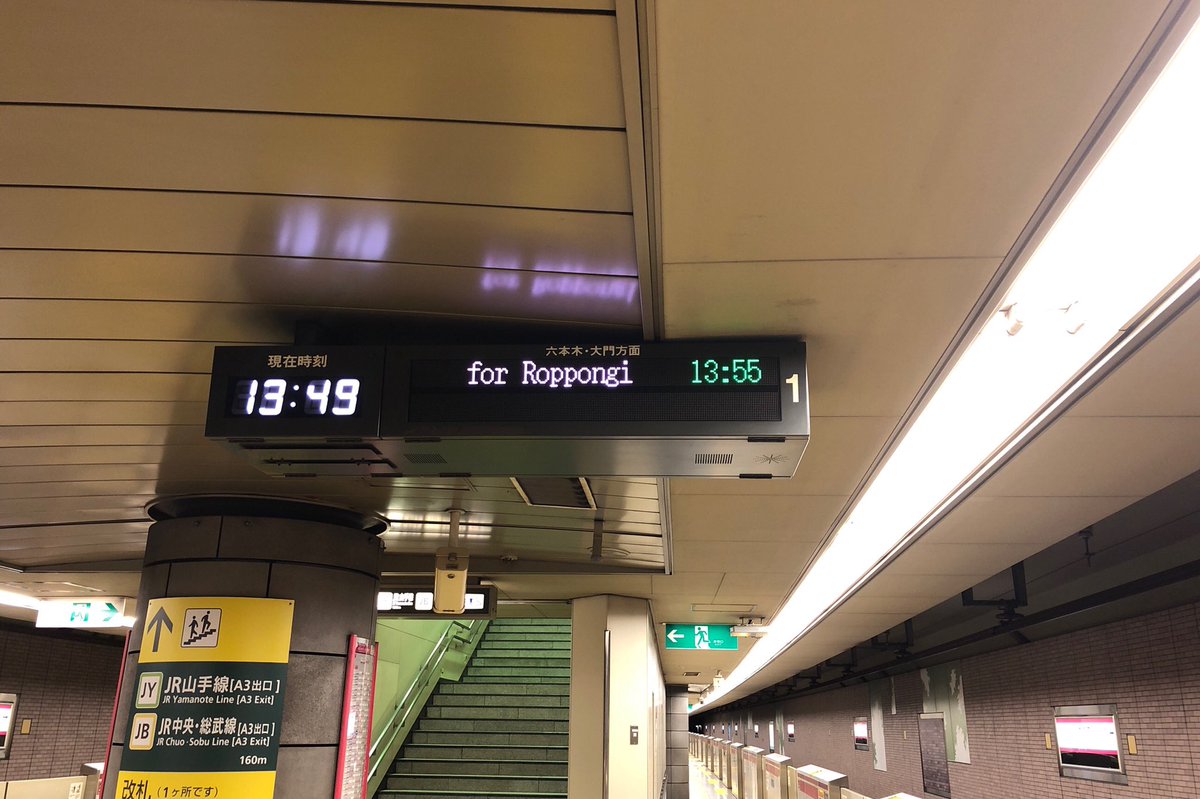 現在時刻
13:49
六本木・大門方面
for Roppongi 13:55
1
JY JR山手線[A3出口]
JR Yamanote Line [A3 Exit]
JB JR中央・総武線[A3出口]
JR Chuo-Sobu Line [A3 Exit]
160m
改札（1ヶ所です）